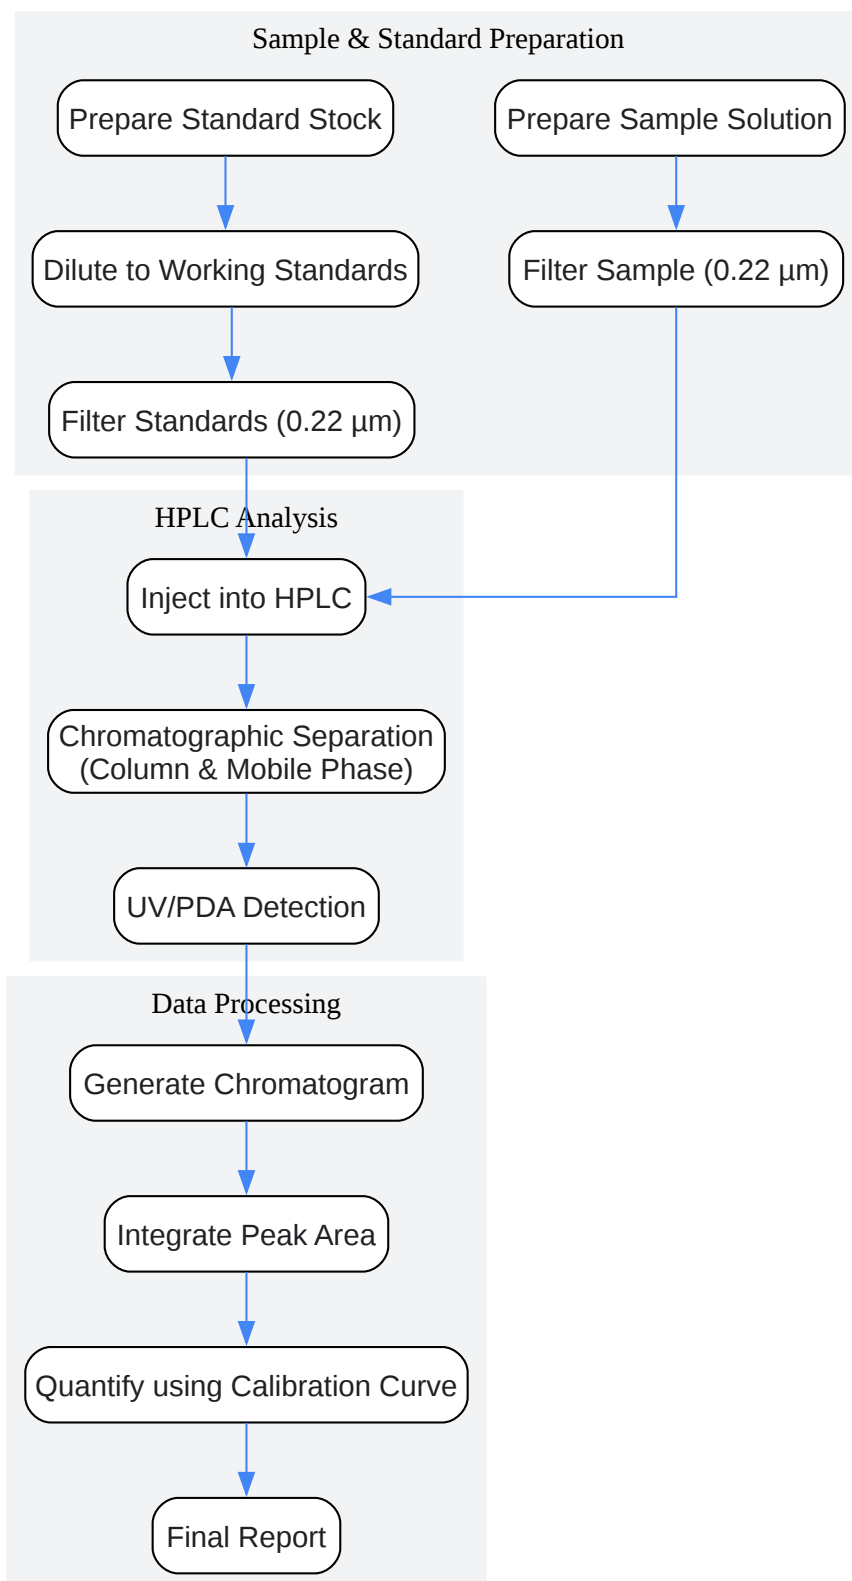 Sample & Standard Preparation
Prepare Standard Stock
Prepare Sample Solution
Dilute to Working Standards
Filter Sample (0.22 µm)
Filter Standards (0.22 µm)
HPLC Analysis
Inject into HPLC
Chromatographic Separation
(Column & Mobile Phase)
UV/PDA Detection
Data Processing
Generate Chromatogram
Integrate Peak Area
Quantify using Calibration Curve
Final Report